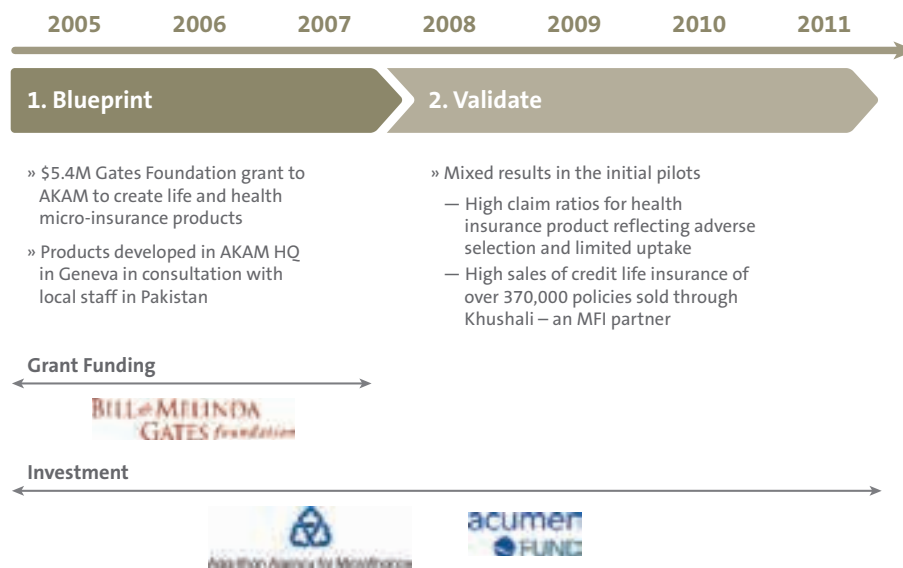 2005 2006 2007 2008 2009 2010 2011
1. Blueprint
2. Validate
» $5.4M Gates Foundation grant to
AKAM to create life and health
micro-insurance products
» Products developed in AKAM HQ
in Geneva in consultation with
local staff in Pakistan
» Mixed results in the initial pilots
— High claim ratios for health
insurance product reflecting adverse
selection and limited uptake
— High sales of credit life insurance of
over 370,000 policies sold through
Khushali – an MFI partner
Grant Funding
BILL & MELINDA
GATES foundation
Investment
Agency for Microfinance
acumen
FUND